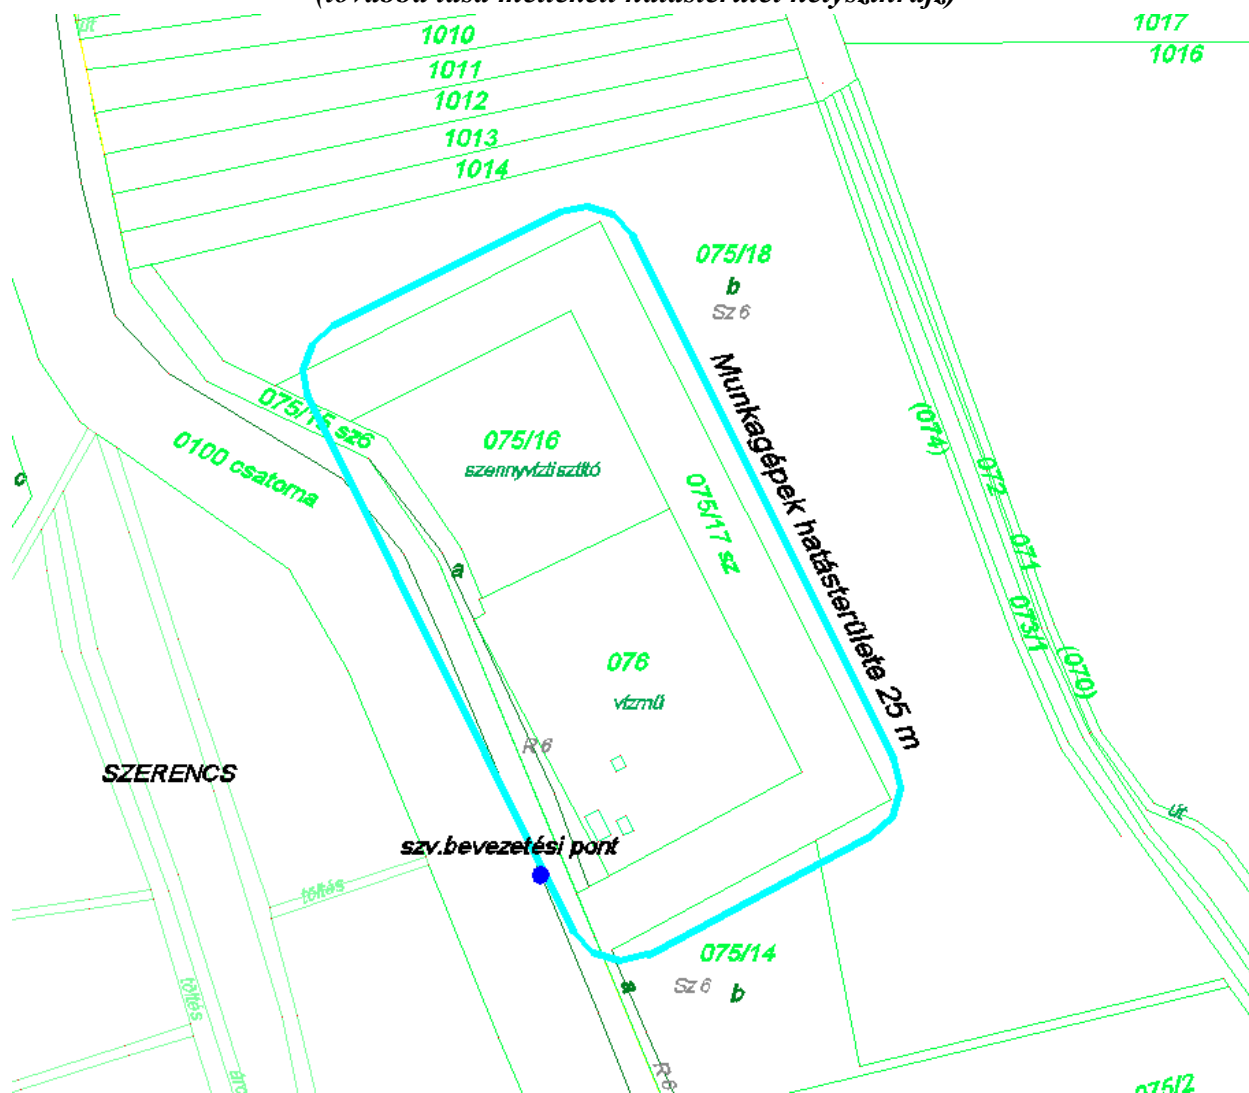 út
1010
1017
1016
1011
1012
1013
1014
075/18
b
Sz 6
Munkagépek hatásterülete 25 m
075/15 sz6
0100 csatorna
075/16
szennyvíztisztító
c
(074)
072
075/17 sz
071
a
073/1
(070)
076
vízmű
R 6
SZERENCS
út
szv.bevezetési pont
töltés
075/14
Sz 6
b
a
töltés
R 6
075/2